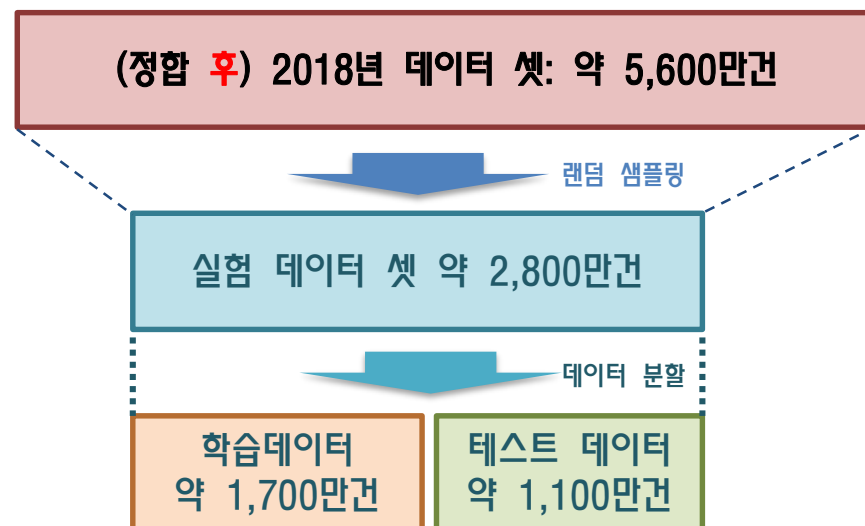 (정합 후) 2018년 데이터 셋: 약 5,600만건
랜덤 샘플링
실험 데이터 셋 약 2,800만건
데이터 분할
학습데이터
약 1,700만건
테스트 데이터
약 1,100만건